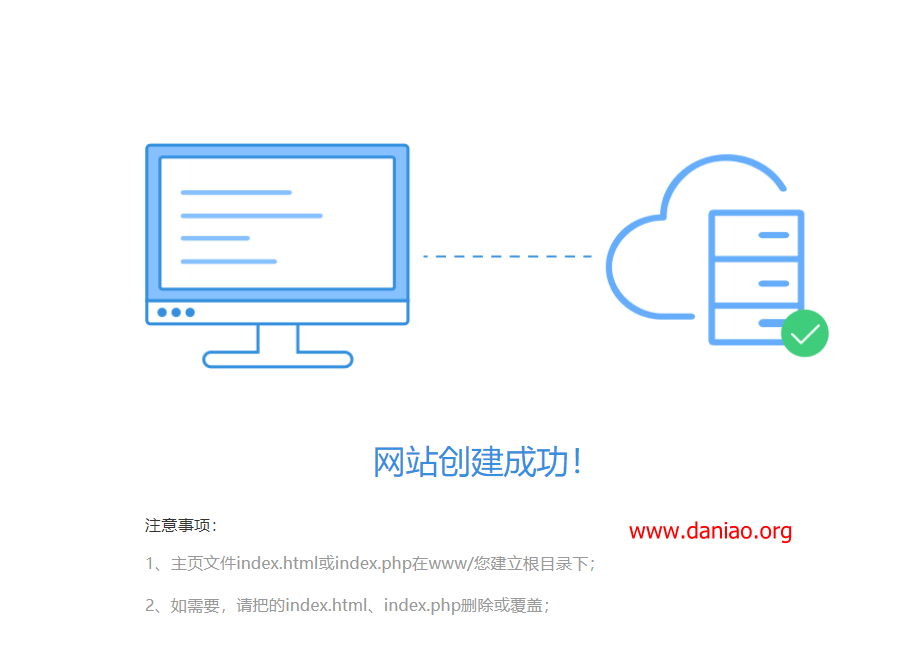 网站创建成功！
注意事项：
www.daniao.org
1、主页文件index.html或index.php在www/您建立根目录下；
2、如需要，请把的index.html、index.php删除或覆盖；